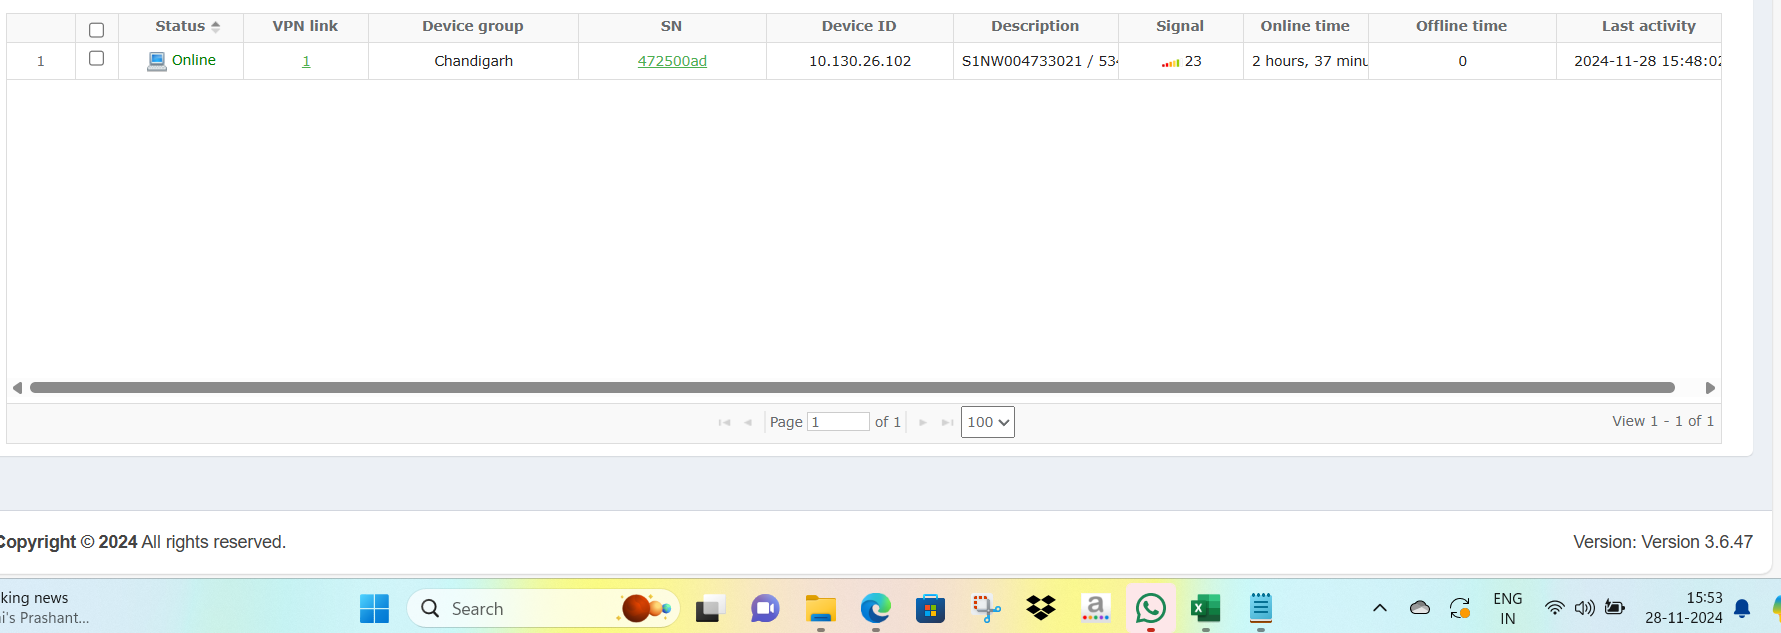 Status VPN link Device group SN Device ID Description Signal Online time Offline time Last activity
1 Online 1 Chandigarh 472500ad 10.130.26.102 S1NW004733021 / 534 23 2 hours, 37 minu 0 2024-11-28 15:48:02
Page 1 of 1 100 View 1 - 1 of 1
Copyright © 2024 All rights reserved. Version: Version 3.6.47
king news
i's Prashant...
Search
a
ENG
IN
15:53
28-11-2024